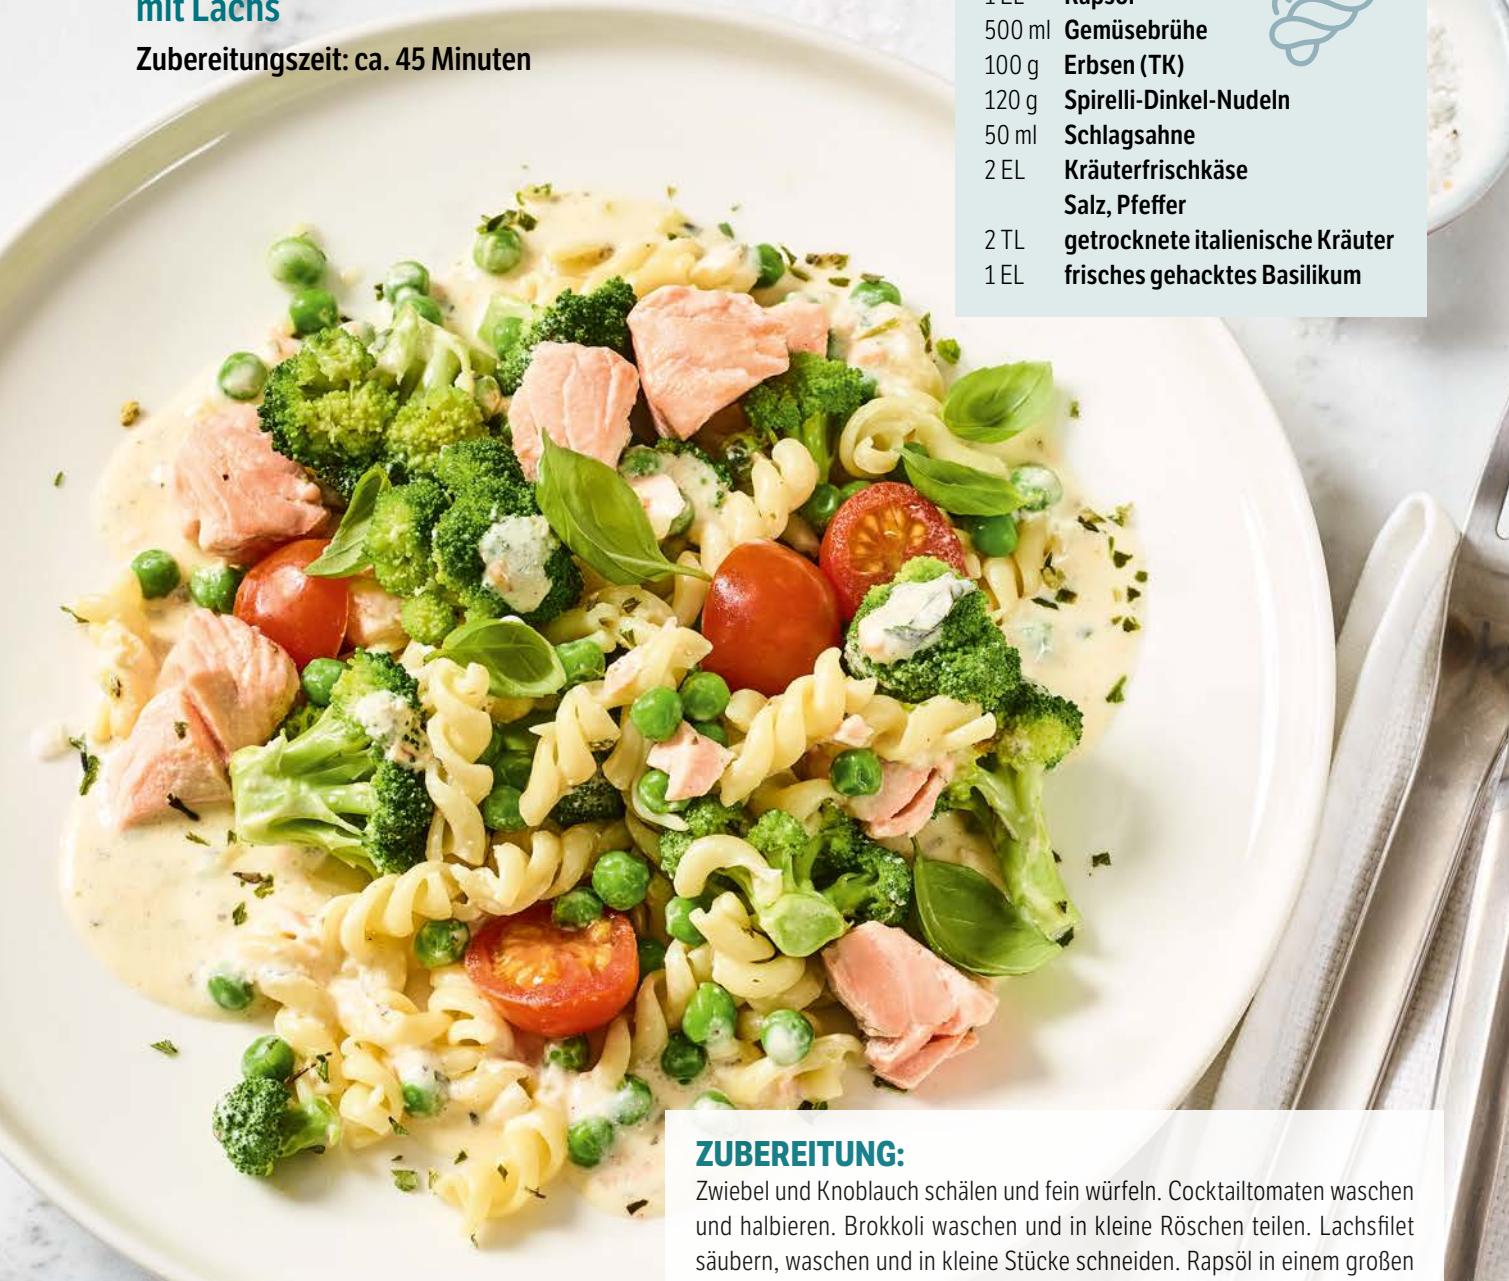 mit Lachs
Zubereitungszeit: ca. 45 Minuten
500 ml Gemüsebrühe
100 g Erbsen (TK)
120 g Spirelli-Dinkel-Nudeln
50 ml Schlagsahne
2 EL Kräuterfrischkäse
Salz, Pfeffer
2 TL getrocknete italienische Kräuter
1 EL frisches gehacktes Basilikum
ZUBEREITUNG:
Zwiebel und Knoblauch schälen und fein würfeln. Cocktailtomaten waschen
und halbieren. Brokkoli waschen und in kleine Röschen teilen. Lachsfilet
säubern, waschen und in kleine Stücke schneiden. Rapsöl in einem großen